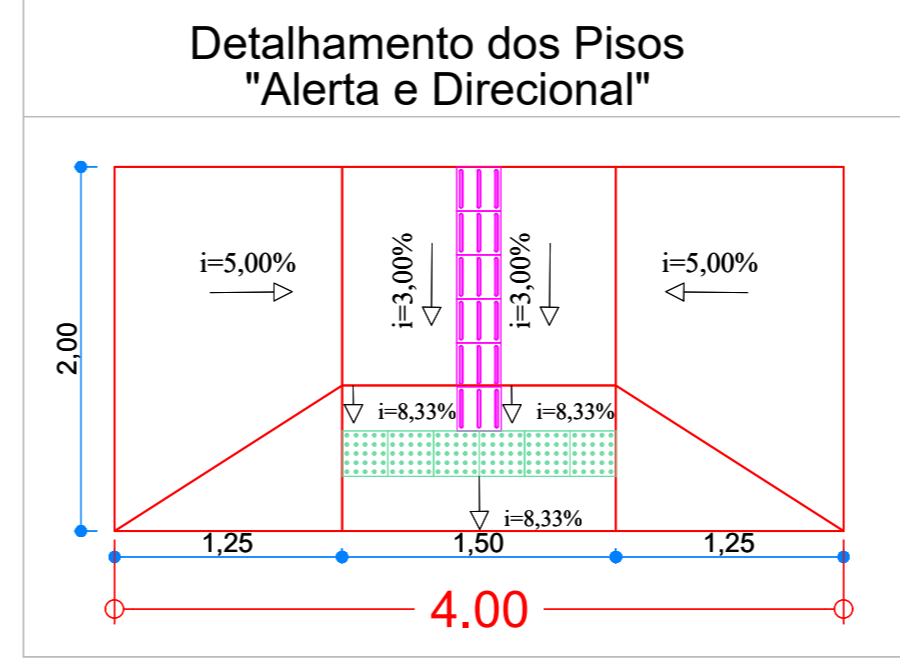 Detalhamento dos Pisos
"Alerta e Direcional"
i=5,00%
i=3,00%
i=3,00%
i=5,00%
2,00
i=8,33%
i=8,33%
i=8,33%
1,25
1,50
1,25
4.00